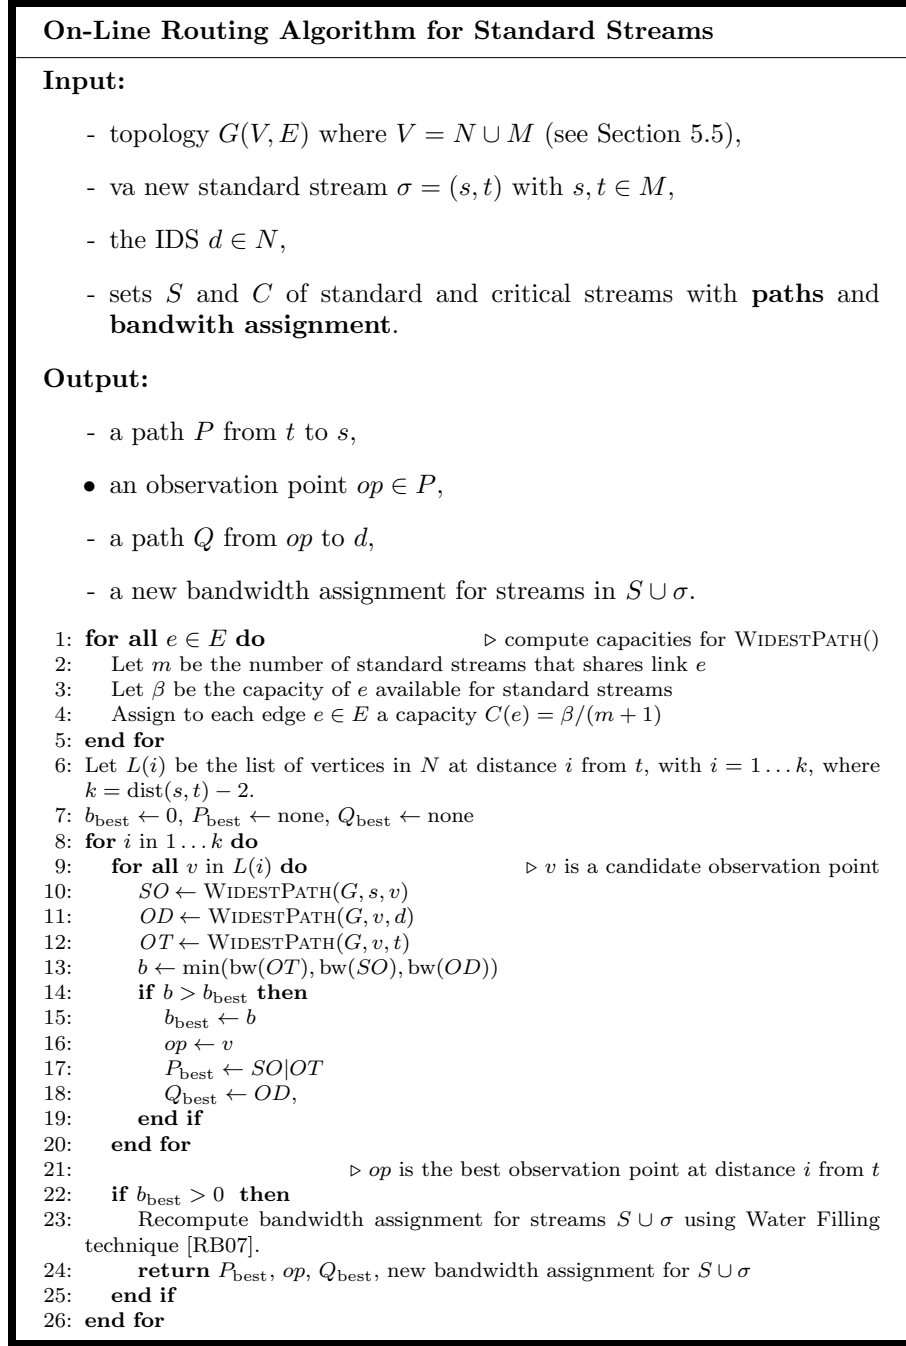 On-Line Routing Algorithm for Standard Streams
Input:
- topology G(V, E) where V = N ∪ M (see Section 5.5),
- va new standard stream σ = (s, t) with s, t ∈ M,
- the IDS d ∈ N,
- sets S and C of standard and critical streams with paths and
bandwith assignment.
Output:
- a path P from t to s,
• an observation point op ∈ P,
- a path Q from op to d,
- a new bandwidth assignment for streams in S ∪ σ.
1: for all e ∈ E do ▷ compute capacities for WIDESTPATH()
2: Let m be the number of standard streams that shares link e
3: Let β be the capacity of e available for standard streams
4: Assign to each edge e ∈ E a capacity C(e) = β/(m + 1)
5: end for
6: Let L(i) be the list of vertices in N at distance i from t, with i = 1 . . . k, where
k = dist(s, t) − 2.
7: b_best ← 0, P_best ← none, Q_best ← none
8: for i in 1 . . . k do
9: for all v in L(i) do ▷ v is a candidate observation point
10: SO ← WIDESTPATH(G, s, v)
11: OD ← WIDESTPATH(G, v, d)
12: OT ← WIDESTPATH(G, v, t)
13: b ← min(bw(OT), bw(SO), bw(OD))
14: if b > b_best then
15: b_best ← b
16: op ← v
17: P_best ← SO|OT
18: Q_best ← OD,
19: end if
20: end for
21: ▷ op is the best observation point at distance i from t
22: if b_best > 0 then
23: Recompute bandwidth assignment for streams S ∪ σ using Water Filling
technique [RB07].
24: return P_best, op, Q_best, new bandwidth assignment for S ∪ σ
25: end if
26: end for